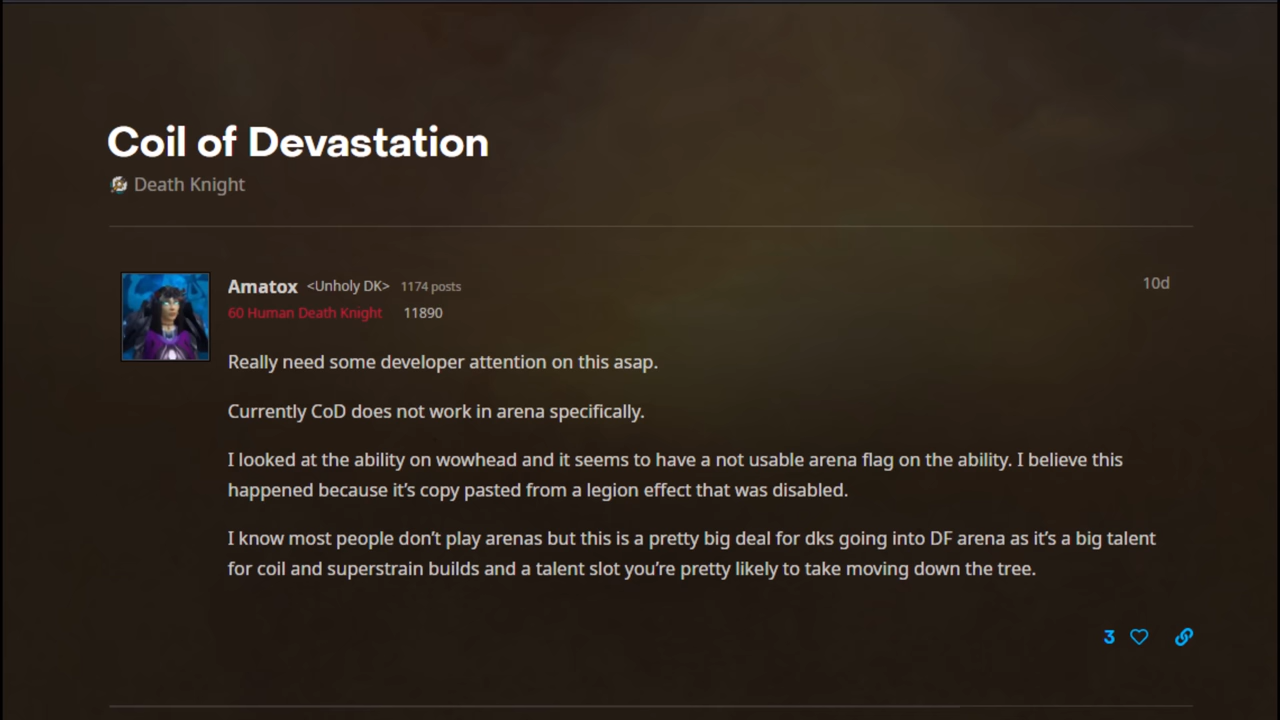 Coil of Devastation
Death Knight
Amatox <Unholy DK> 1174 posts
10d
60 Human Death Knight 11890
Really need some developer attention on this asap.
Currently CoD does not work in arena specifically.
I looked at the ability on wowhead and it seems to have a not usable arena flag on the ability. I believe this
happened because it’s copy pasted from a legion effect that was disabled.
I know most people don’t play arenas but this is a pretty big deal for dks going into DF arena as it’s a big talent
for coil and superstrain builds and a talent slot you’re pretty likely to take moving down the tree.
3